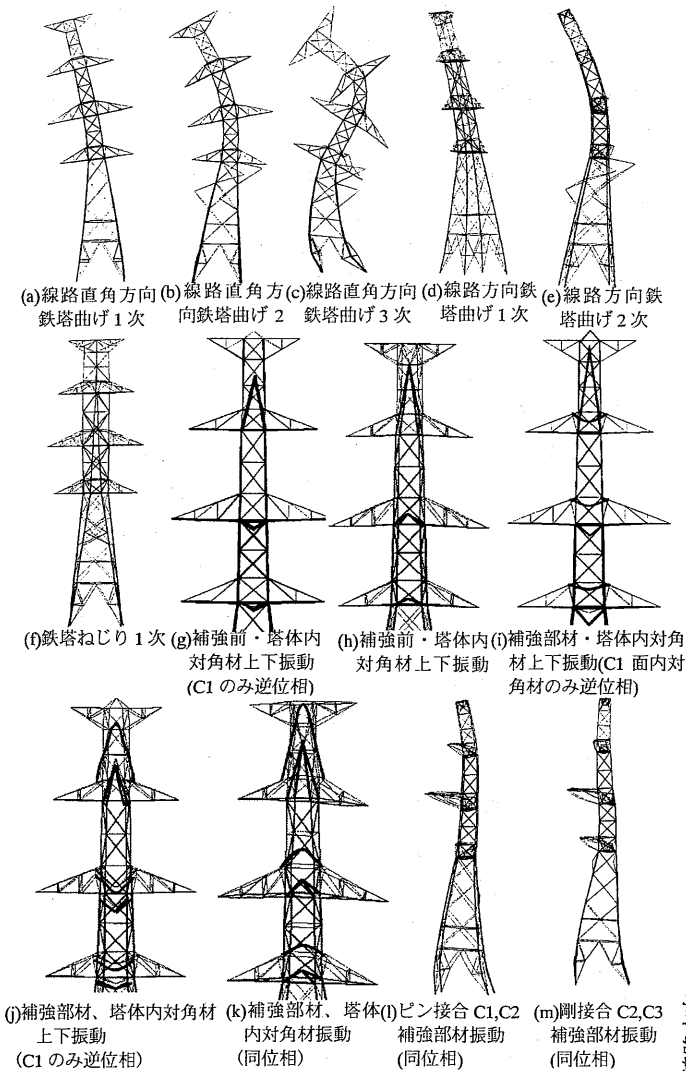 (a)線路直角方向
鉄塔曲げ1次
(b)線路直角方
向鉄塔曲げ2
(c)線路直角方向
鉄塔曲げ3次
(d)線路方向鉄
塔曲げ1次
(e)線路方向鉄
塔曲げ2次
(f)鉄塔ねじり1次
(g)補強前・塔体内
対角材上下振動
(C1のみ逆位相)
(h)補強前・塔体内
対角材上下振動
(i)補強部材・塔体内対角
材上下振動(C1 面内対
角材のみ逆位相)
(j)補強部材、塔体内対角材
上下振動
(C1のみ逆位相)
(k)補強部材、塔体
内対角材振動
(同位相)
(l)ピン接合 C1,C2
補強部材振動
(同位相)
(m)剛接合 C2,C3
補強部材振動
(同位相)